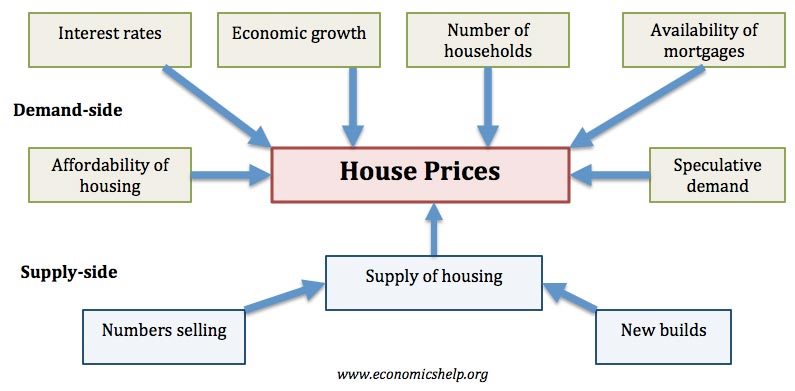 Interest rates
Economic growth
Number of
households
Availability of
mortgages
Demand-side
Affordability of
housing
House Prices
Speculative
demand
Supply-side
Supply of housing
Numbers selling
New builds
www.economicshelp.org